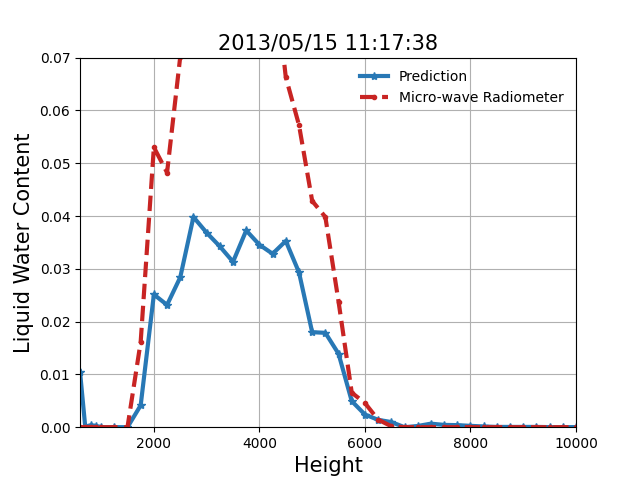 2013/05/15 11:17:38
0.07
0.06
0.05
0.04
0.03
0.02
0.01
0.00
Liquid Water Content
Prediction
Micro-wave Radiometer
2000 4000 6000 8000 10000
Height